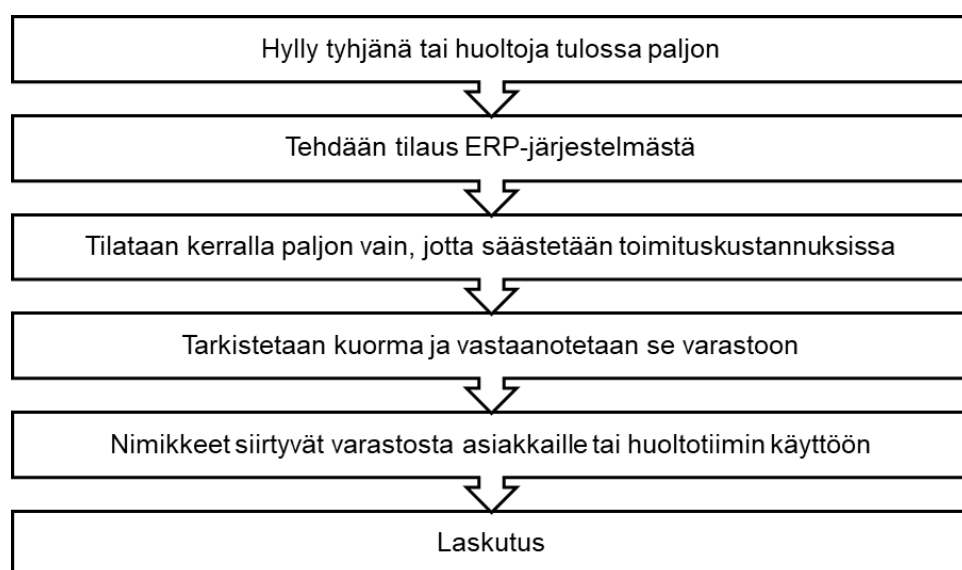 Hylly tyhjänä tai huoltoja tulossa paljon
Tehdään tilaus ERP-järjestelmästä
Tilataan kerralla paljon vain, jotta säästetään toimituskustannuksissa
Tarkistetaan kuorma ja vastaanotetaan se varastoon
Nimikkeet siirtyvät varastosta asiakkaille tai huoltotiimin käyttöön
Laskutus